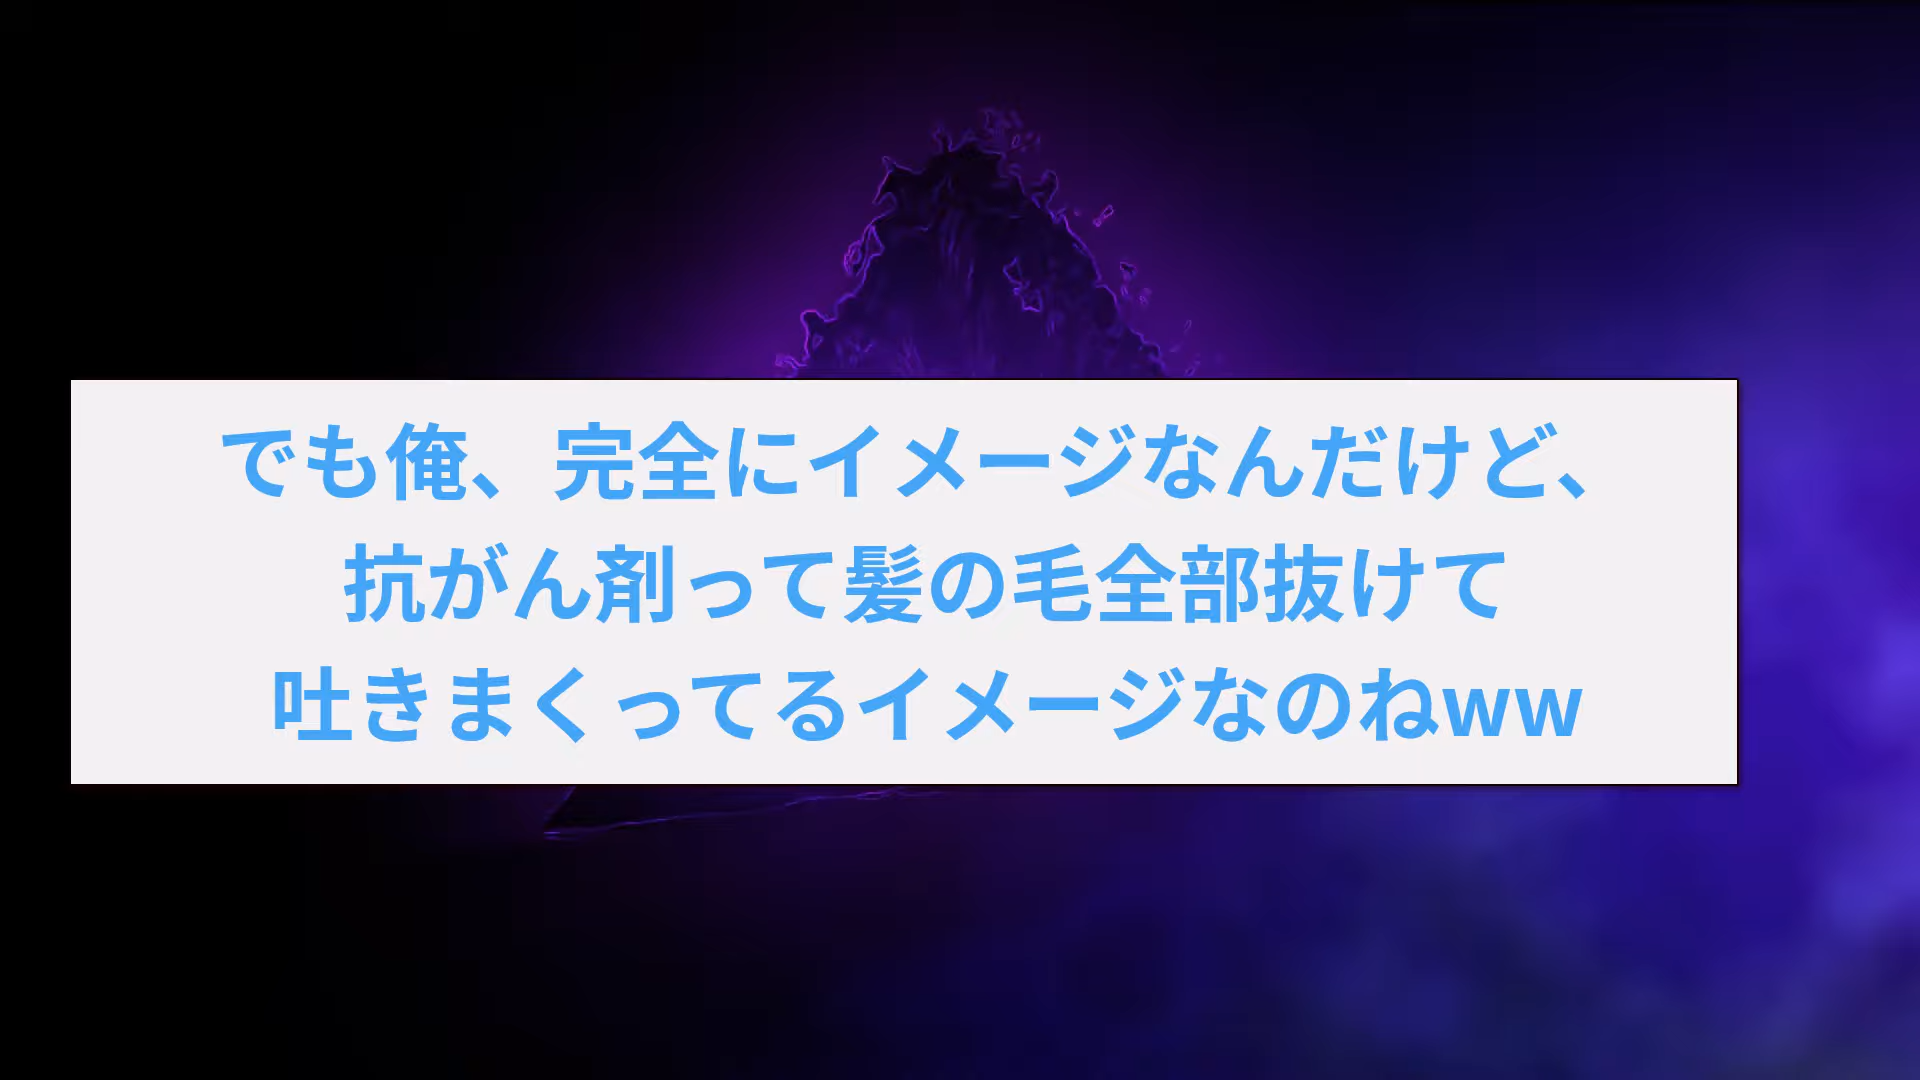 でも俺、完全にイメージなんだけど、
抗がん剤って髪の毛全部抜けて
吐きまくってるイメージなのねww